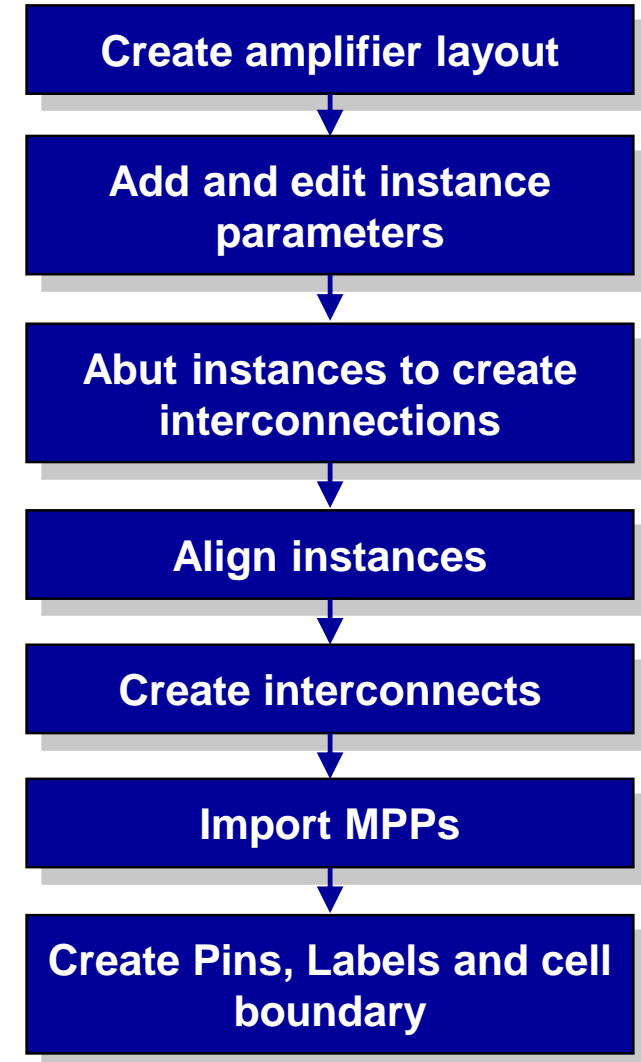 Create amplifier layout
Add and edit instance
parameters
Abut instances to create
interconnections
Align instances
Create interconnects
Import MPPs
Create Pins, Labels and cell
boundary